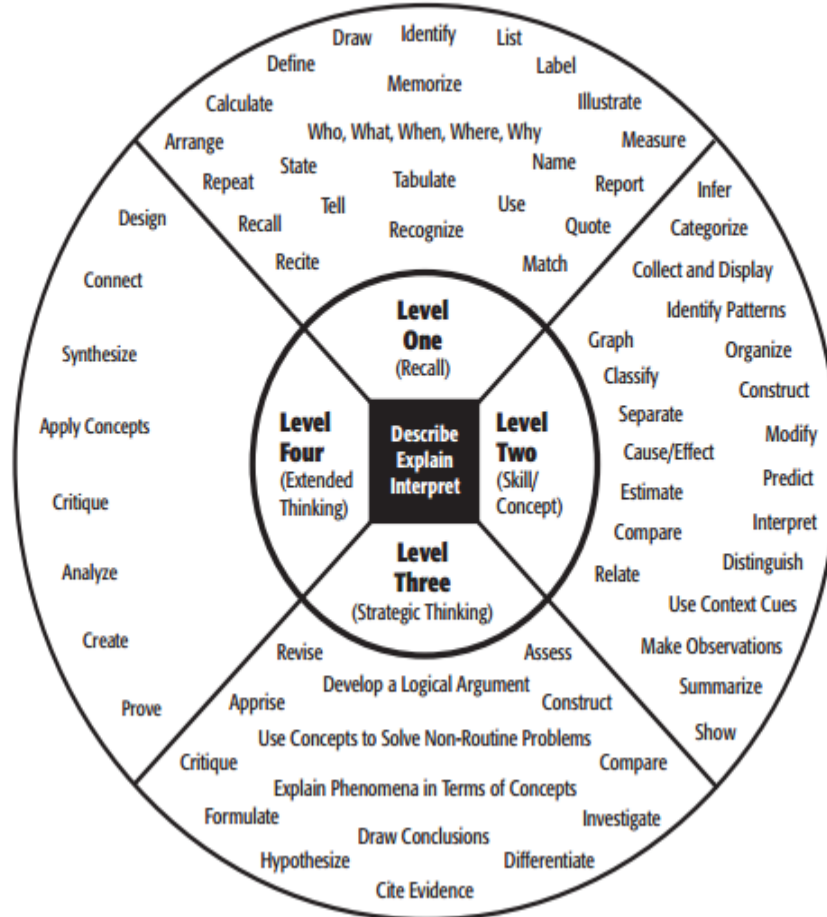 Draw
Identify
List
Define
Label
Memorize
Calculate
Illustrate
Who, What, When, Where, Why
Arrange
Measure
State
Name
Repeat
Tabulate
Report
Tell
Use
Recall
Recognize
Quote
Recite
Match
Level
One
(Recall)
Infer
Categorize
Collect and Display
Identify Patterns
Graph
Organize
Classify
Construct
Separate
Modify
Cause/Effect
Predict
Estimate
Interpret
Compare
Distinguish
Relate
Use Context Cues
Make Observations
Summarize
Show
Level
Two
(Skill/
Concept)
Describe
Explain
Interpret
Level
Three
(Strategic Thinking)
Revise
Assess
Develop a Logical Argument
Apprise
Construct
Use Concepts to Solve Non-Routine Problems
Critique
Compare
Explain Phenomena in Terms of Concepts
Formulate
Investigate
Draw Conclusions
Hypothesize
Differentiate
Cite Evidence
Level
Four
(Extended
Thinking)
Design
Connect
Synthesize
Apply Concepts
Critique
Analyze
Create
Prove